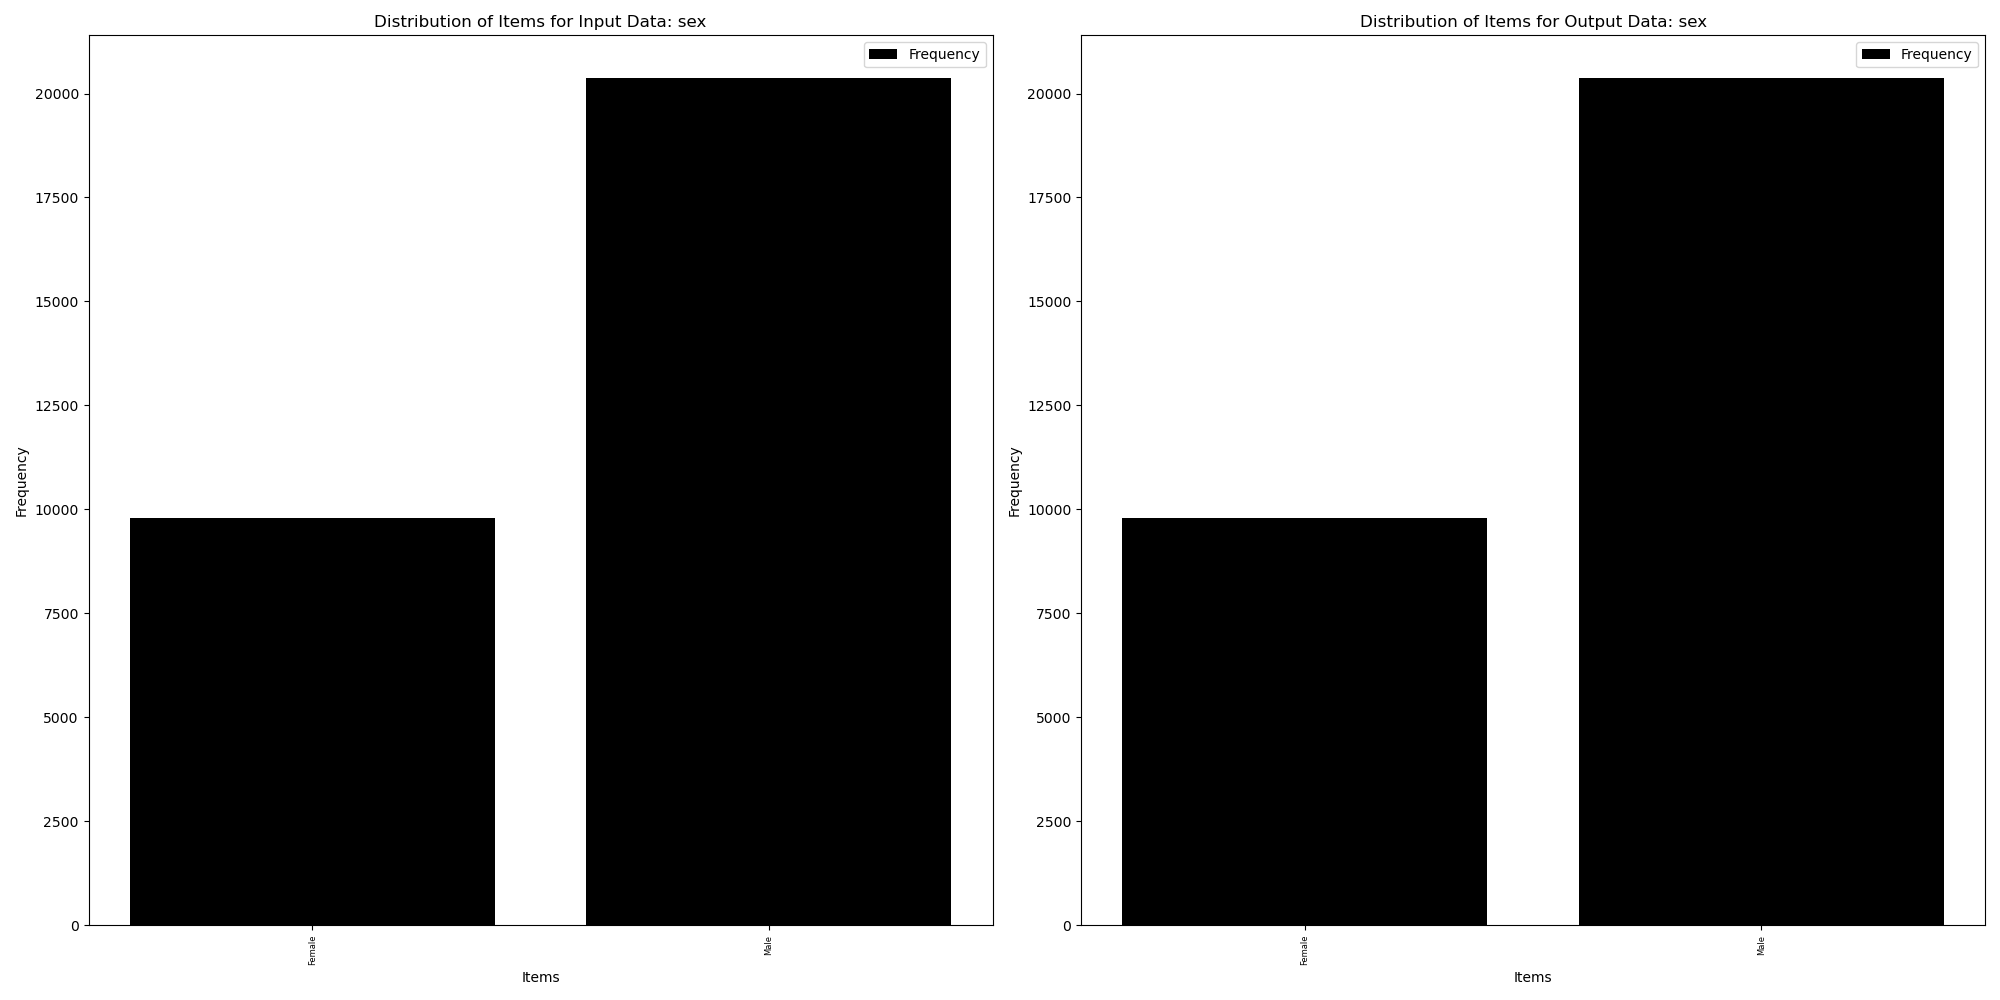 Distribution of Items for Input Data: sex
Frequency
20000
17500
15000
12500
10000
7500
5000
2500
0
Frequency
Female
Male
Items
Distribution of Items for Output Data: sex
Frequency
20000
17500
15000
12500
10000
7500
5000
2500
0
Frequency
Female
Male
Items